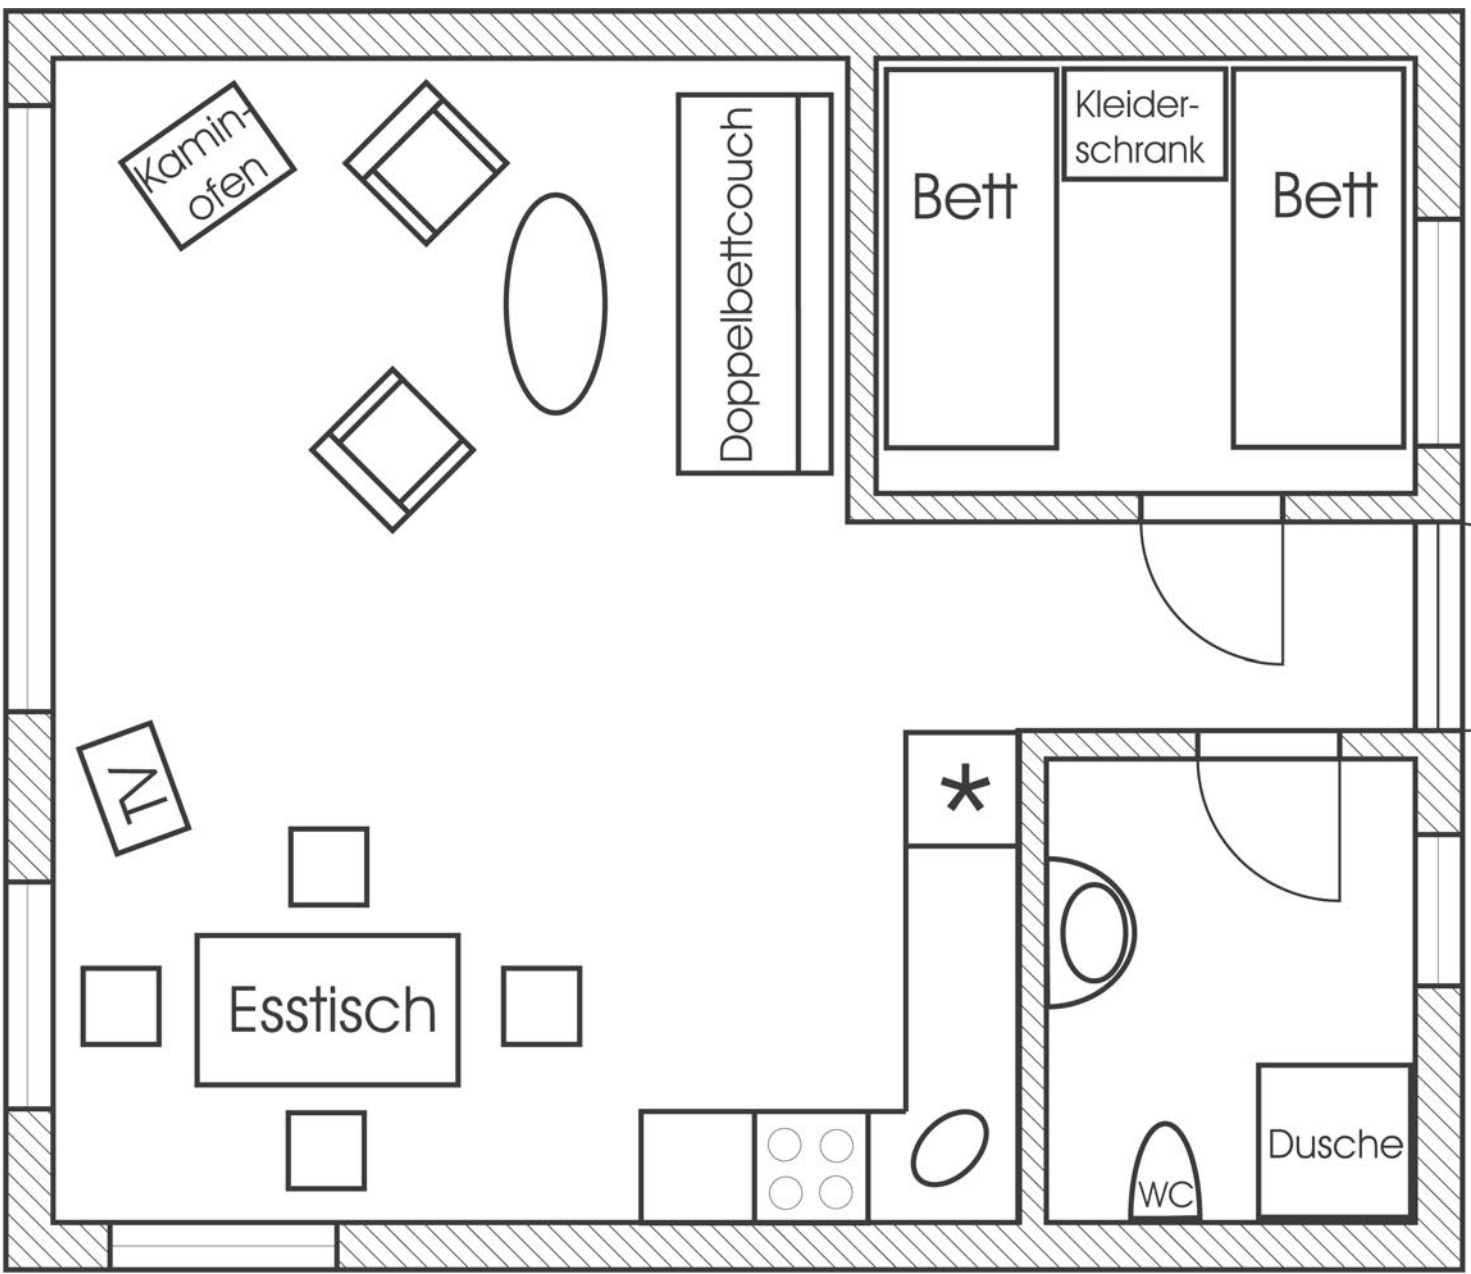 Kamin-
ofen
Doppelbettcouch
Bett
Kleider-
schrank
Bett
TV
*
Esstisch
WC
Dusche